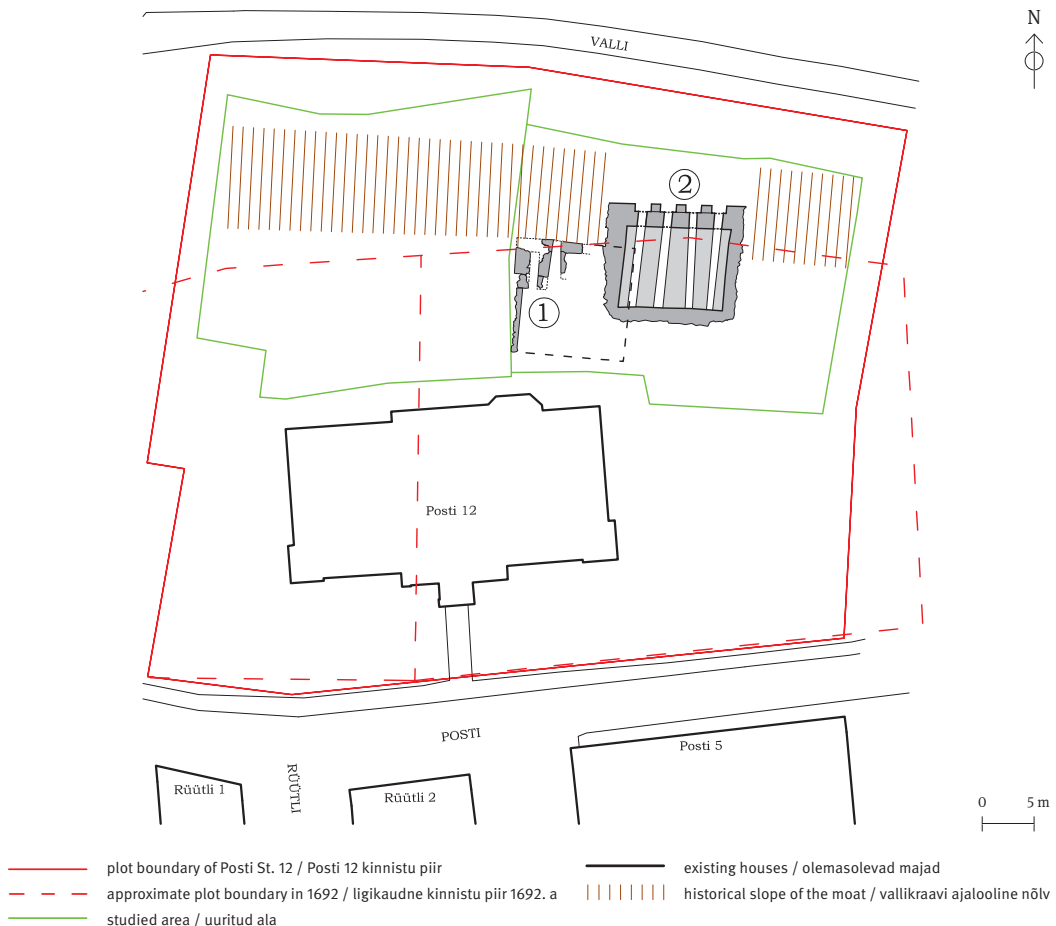 N
VALLI
2
1
Posti 12
POSTI
Posti 5
RÜÜTLI
Rüütli 1
Rüütli 2
0 5 m
plot boundary of Posti St. 12 / Posti 12 kinnistu piir
approximate plot boundary in 1692 / ligikaudne kinnistu piir 1692. a
studied area / uuritud ala
existing houses / olemasolevad majad
historical slope of the moat / vallikraavi ajalooline nõlv